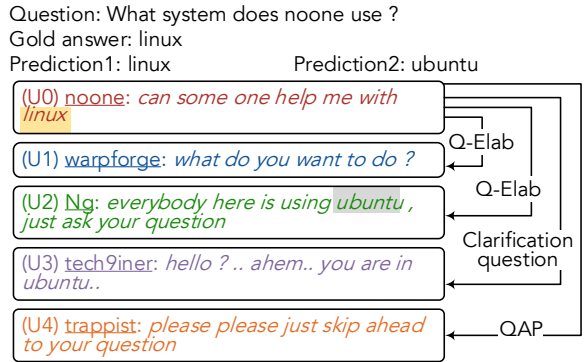 Question: What system does noone use ?
Gold answer: linux
Prediction1: linux Prediction2: ubuntu
(U0) noone: can some one help me with
linux
(U1) warpforge: what do you want to do ?
Q-Elab
(U2) Ng: everybody here is using ubuntu ,
just ask your question
Q-Elab
(U3) tech9iner: hello ? .. ahem.. you are in
ubuntu..
Clarification
question
(U4) trappist: please please just skip ahead
to your question
QAP